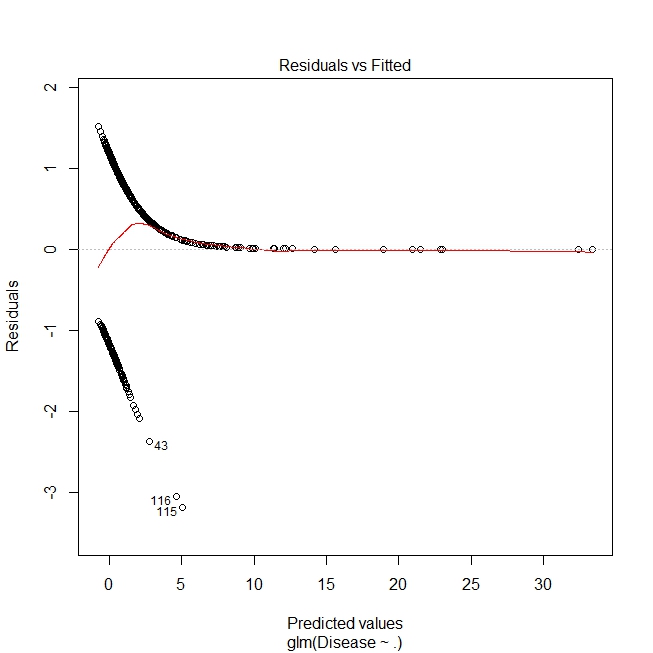 Residuals vs Fitted
2
1
0
-1
-2
-3
Residuals
43
116
115
0 5 10 15 20 25 30
Predicted values
glm(Disease ~ .)